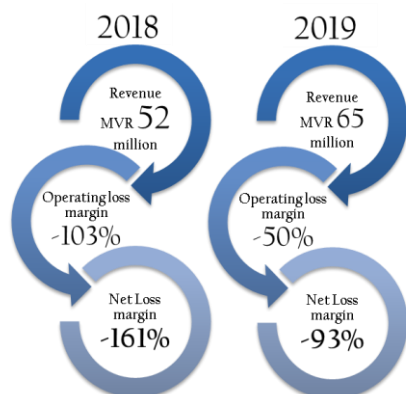 2018
Revenue
MVR 52
million
Operating loss
margin
-103%
Net Loss
margin
-161%
2019
Revenue
MVR 65
million
Operating loss
margin
-50%
Net Loss
margin
-93%